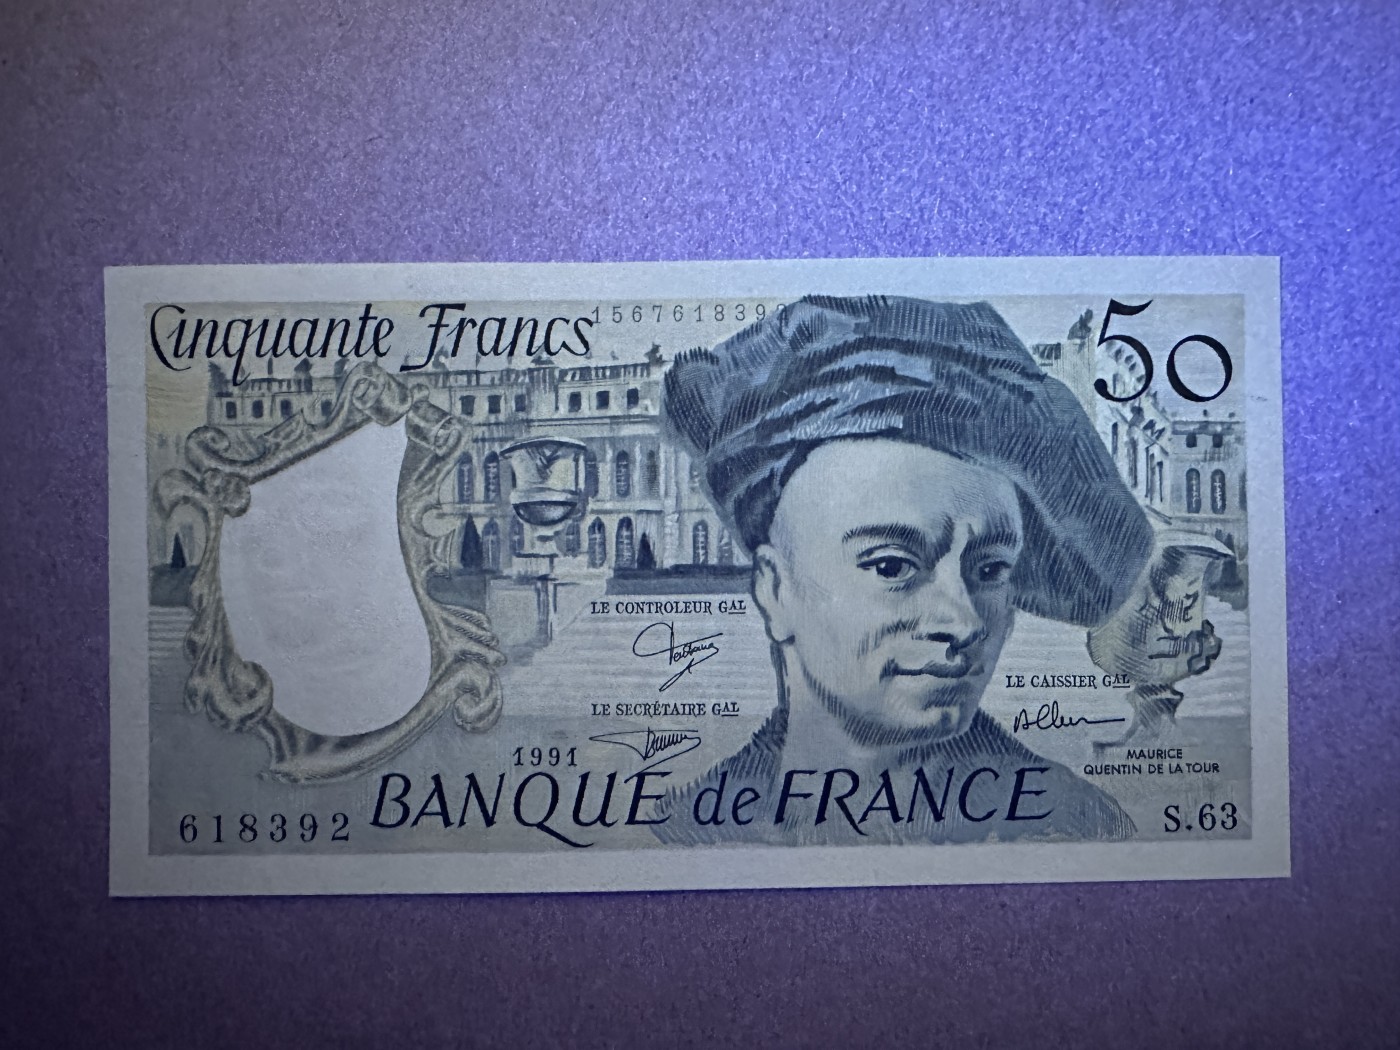 Cinquante Francs
1567618392
50
LE CONTROLEUR GAL
LE SECRÉTAIRE GAL
LE CAISSIER GAL
1991
MAURICE
QUENTIN DE LA TOUR
BANQUE de FRANCE
618392
S.63